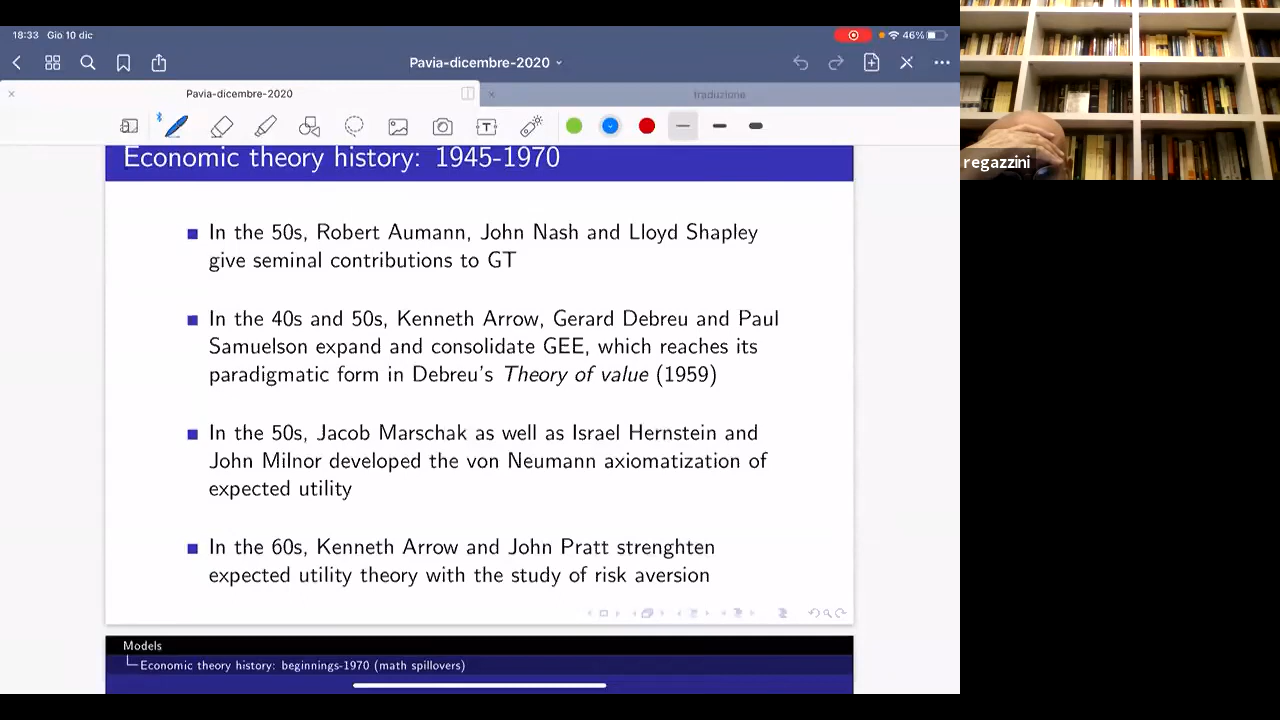 18:33 Gio 10 dic
46%
Pavia-dicembre-2020
Pavia-dicembre-2020
traduzione
Economic theory history: 1945-1970
In the 50s, Robert Aumann, John Nash and Lloyd Shapley
give seminal contributions to GT
In the 40s and 50s, Kenneth Arrow, Gerard Debreu and Paul
Samuelson expand and consolidate GEE, which reaches its
paradigmatic form in Debreu's Theory of value (1959)
In the 50s, Jacob Marschak as well as Israel Hernstein and
John Milnor developed the von Neumann axiomatization of
expected utility
In the 60s, Kenneth Arrow and John Pratt strenghten
expected utility theory with the study of risk aversion
Models
Economic theory history: beginnings-1970 (math spillovers)
regazzini